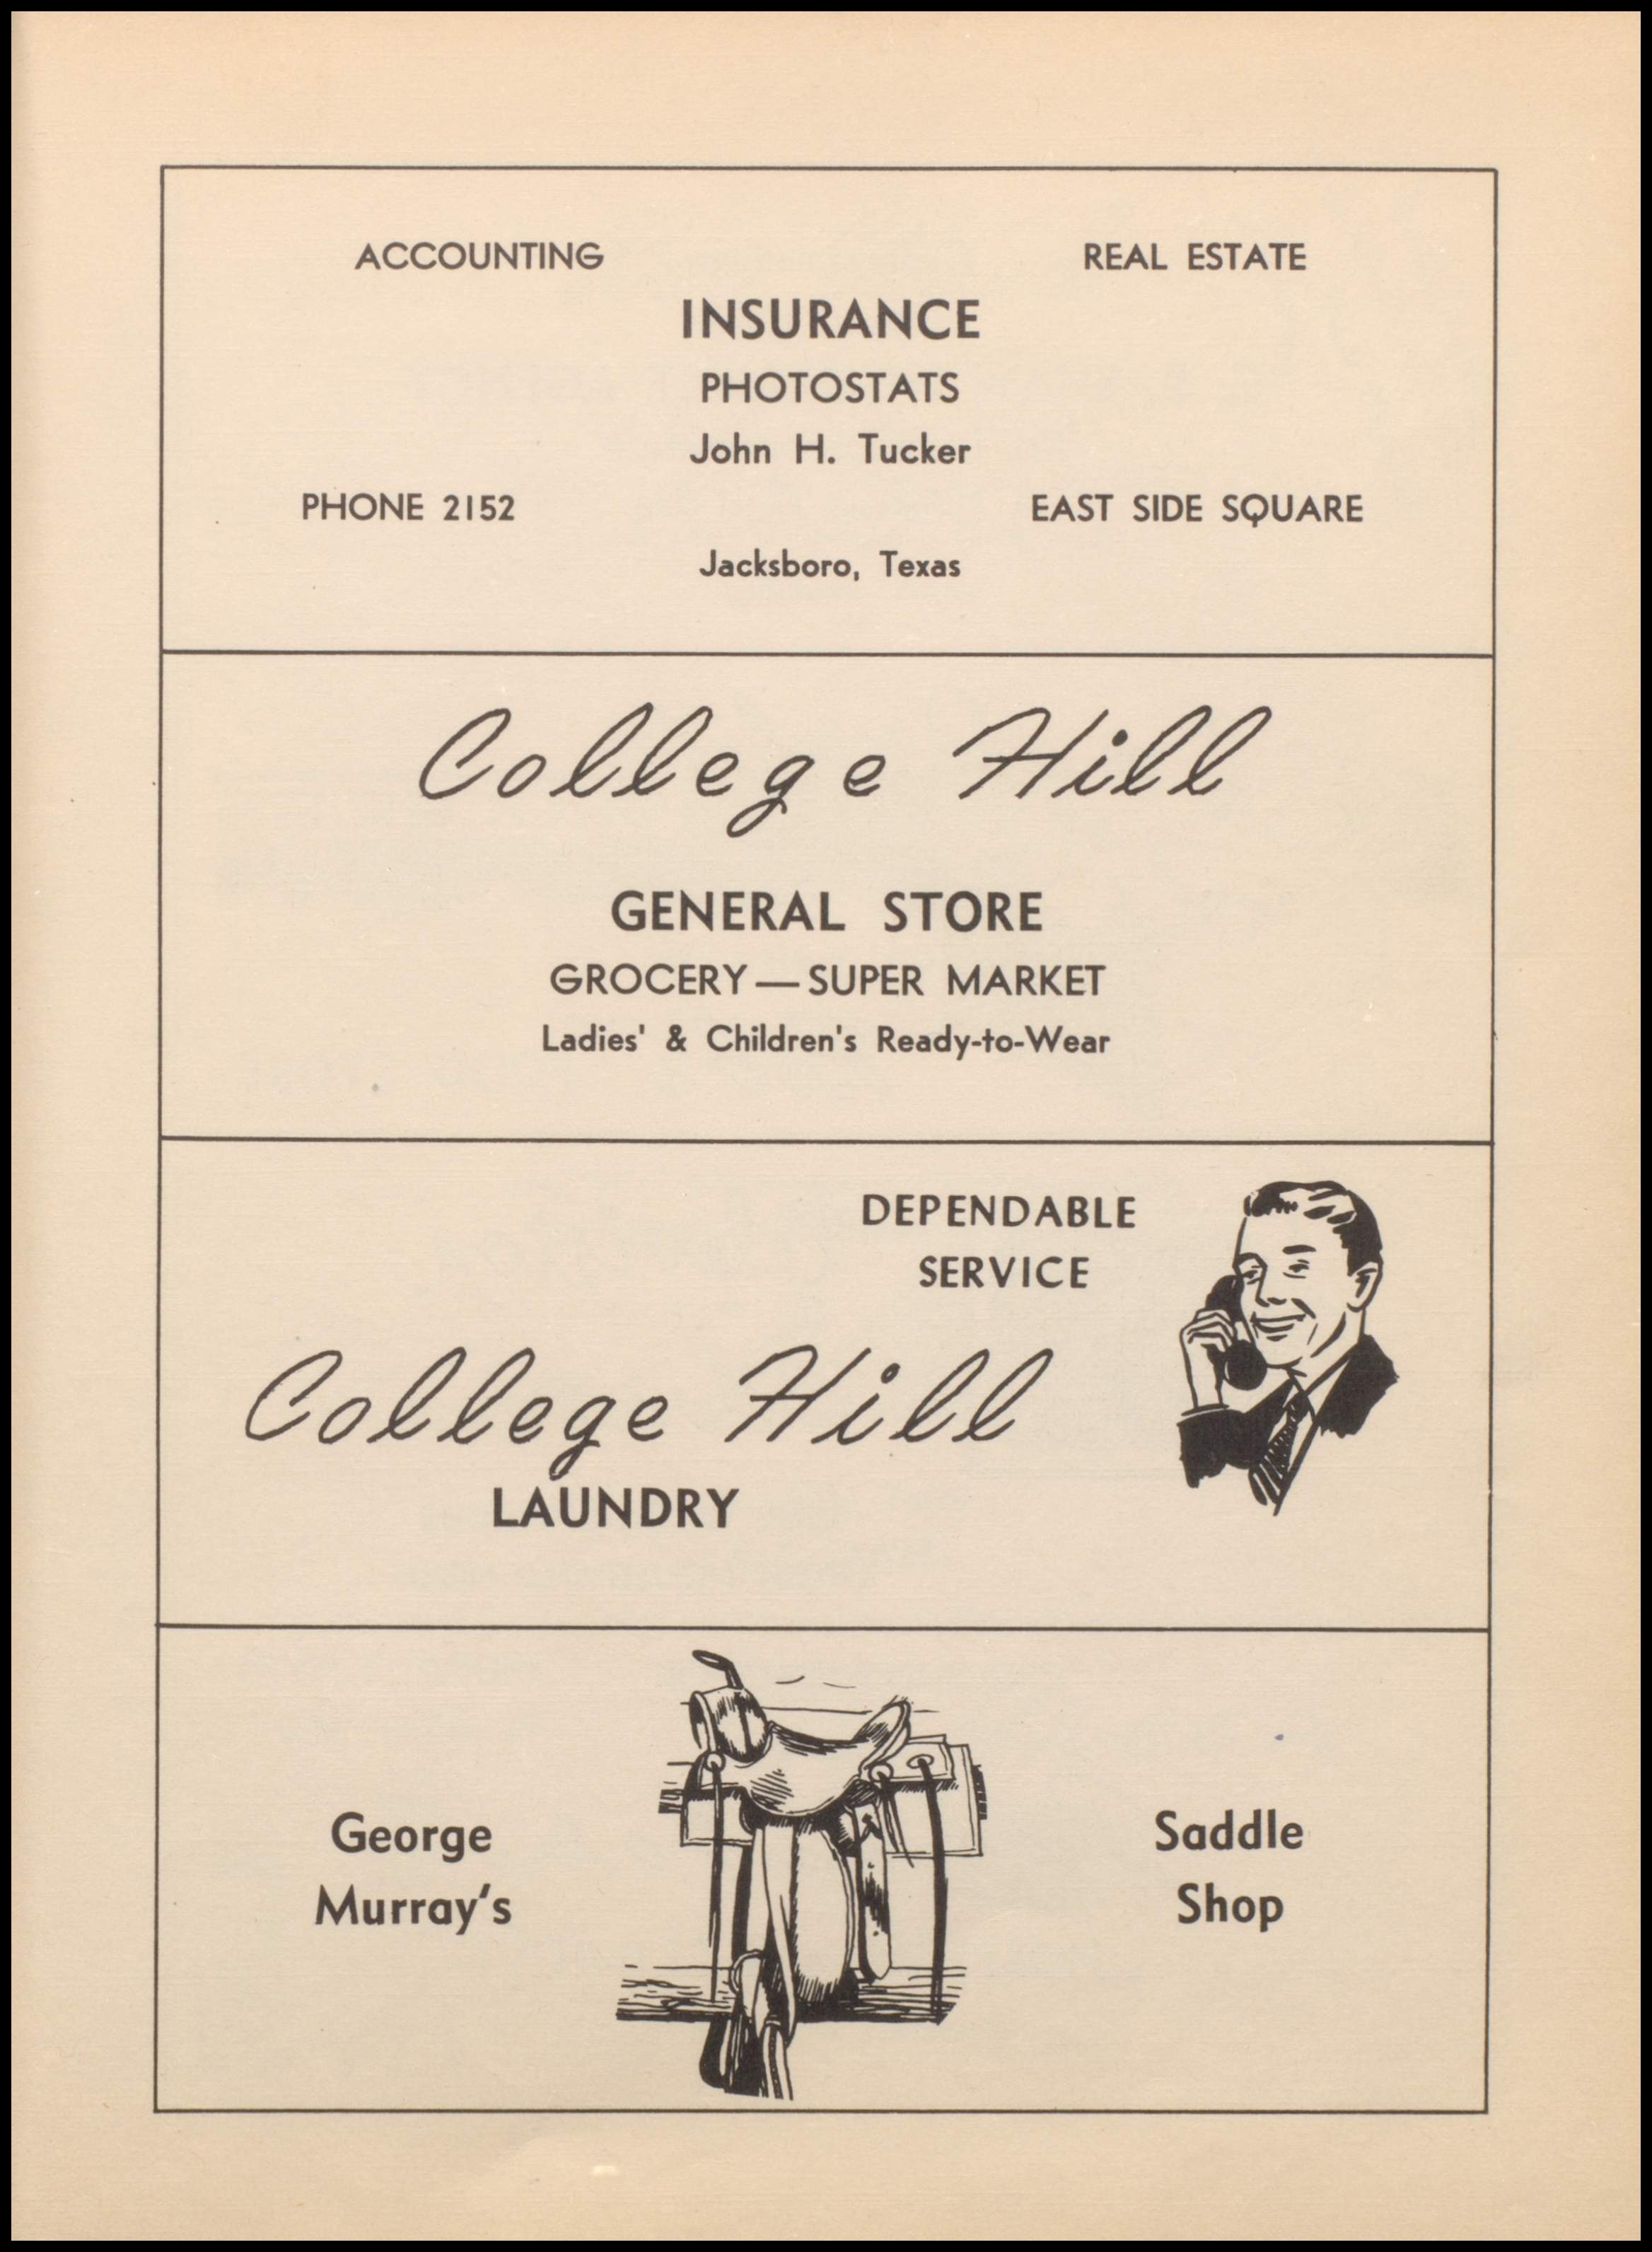 ACCOUNTING REAL ESTATE
INSURANCE
PHOTOSTATS
John H. Tucker
PHONE 2152 EAST SIDE SQUARE
Jacksboro, Texas
College Hill
GENERAL STORE
GROCERY—SUPER MARKET
Ladies' & Children's Ready-to-Wear
DEPENDABLE
SERVICE
College Hill
LAUNDRY
George
Murray's
Saddle
Shop